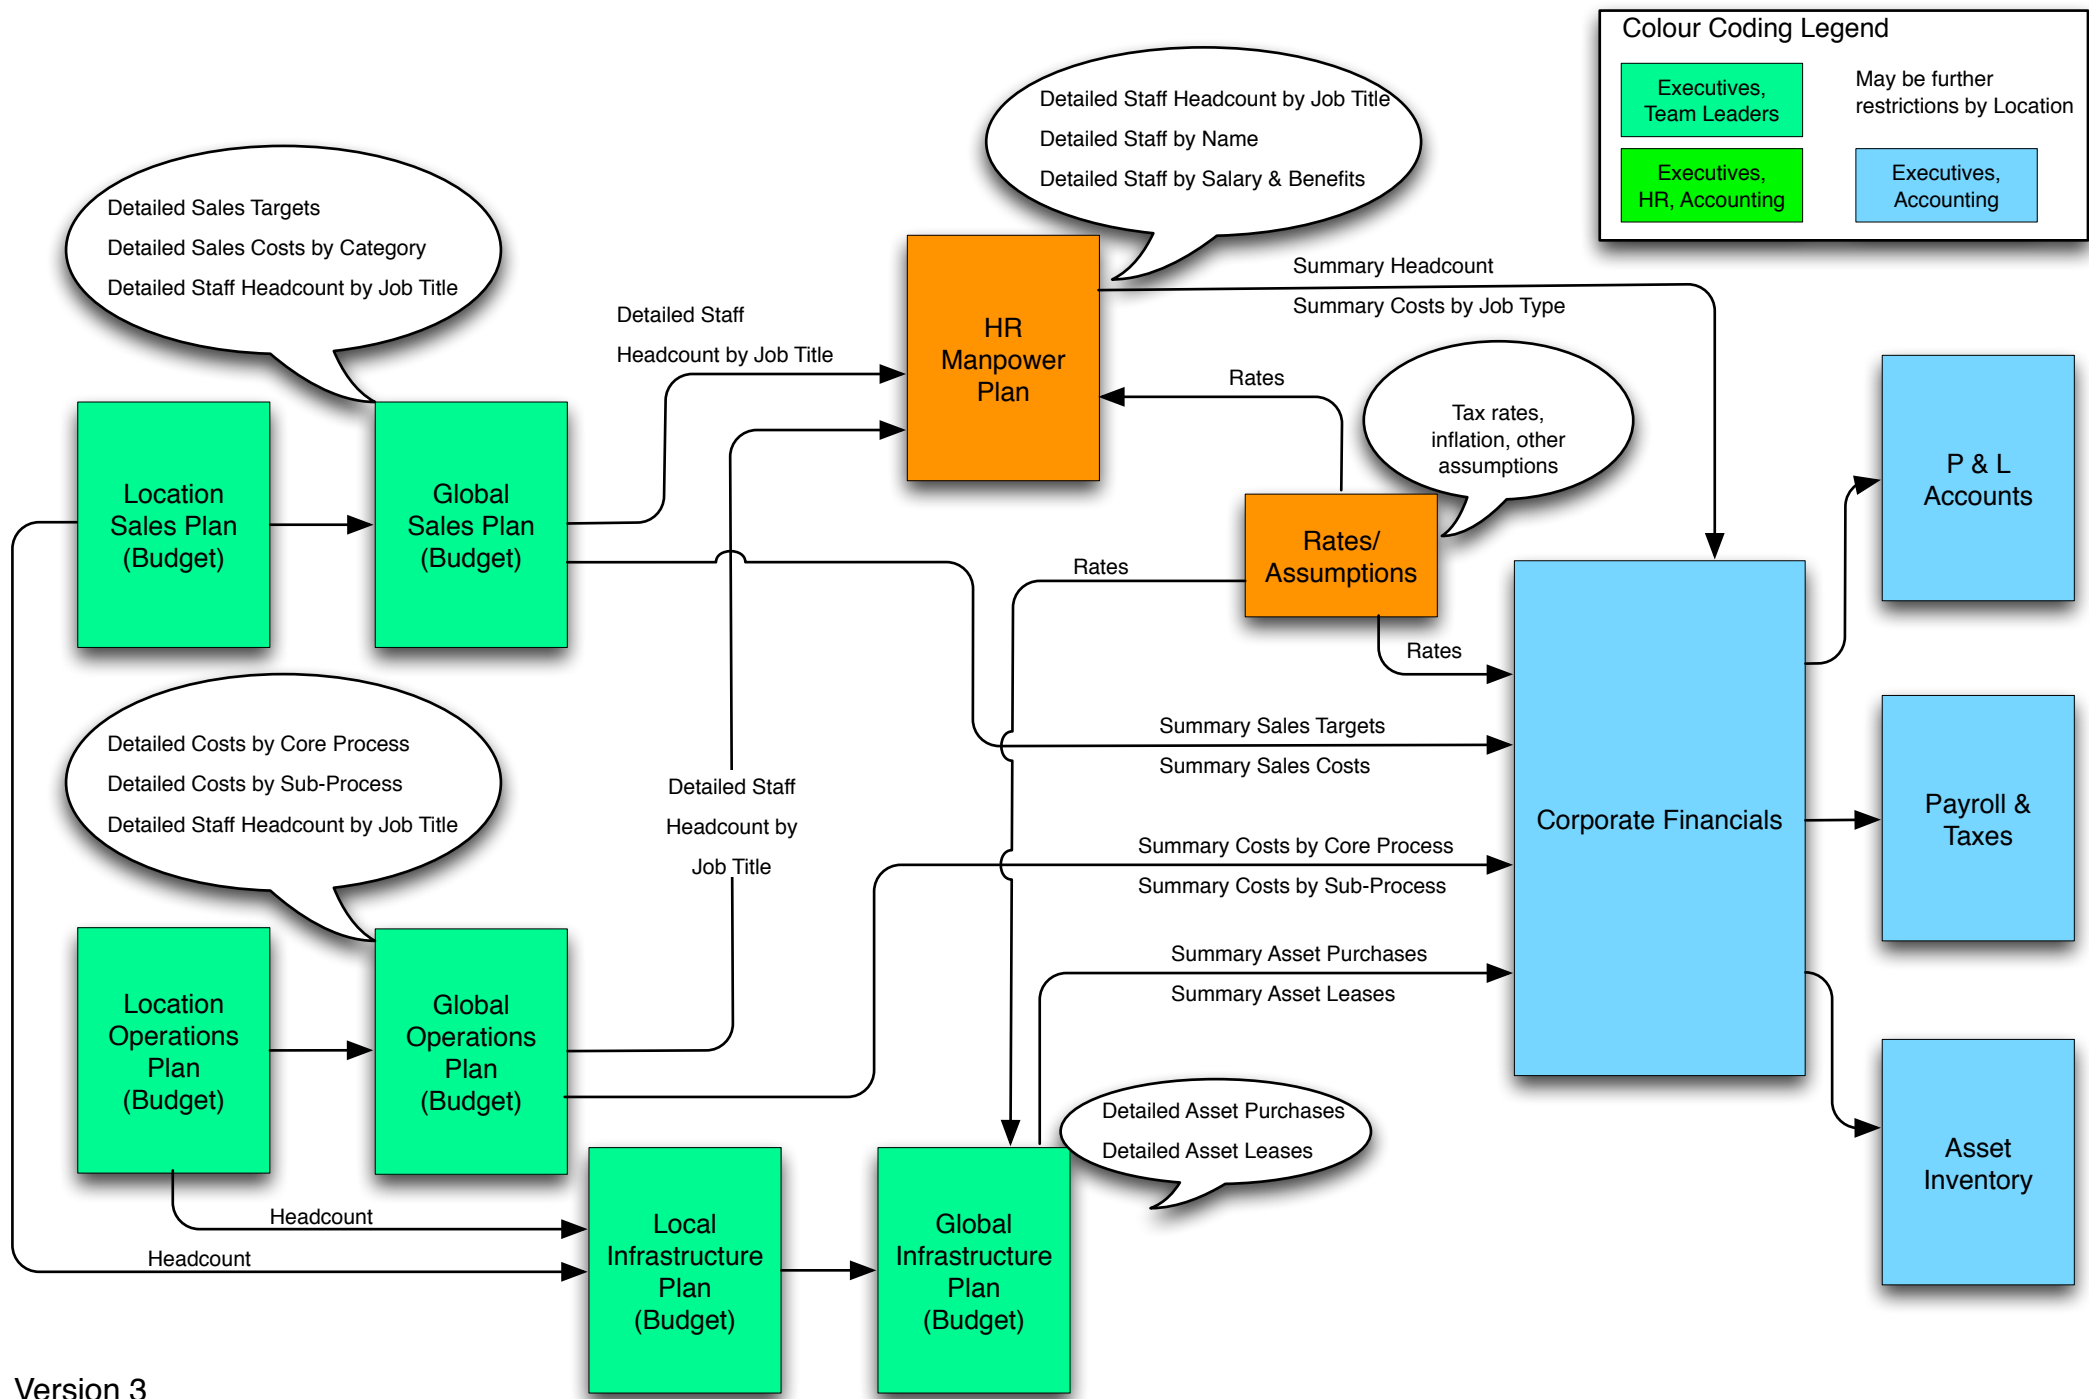 Colour Coding Legend
Executives,
Team Leaders
May be further
restrictions by Location
Executives,
HR, Accounting
Executives,
Accounting
Detailed Staff Headcount by Job Title
Detailed Staff by Name
Detailed Staff by Salary & Benefits
Detailed Sales Targets
Detailed Sales Costs by Category
Detailed Staff Headcount by Job Title
Summary Headcount
Summary Costs by Job Type
Detailed Staff
Headcount by Job Title
HR
Manpower
Plan
Rates
Tax rates,
inflation, other
assumptions
P & L
Accounts
Location
Sales Plan
(Budget)
Global
Sales Plan
(Budget)
Rates/
Assumptions
Rates
Rates
Summary Sales Targets
Summary Sales Costs
Detailed Costs by Core Process
Detailed Costs by Sub-Process
Detailed Staff Headcount by Job Title
Detailed Staff
Headcount by
Job Title
Corporate Financials
Payroll &
Taxes
Summary Costs by Core Process
Summary Costs by Sub-Process
Summary Asset Purchases
Summary Asset Leases
Location
Operations
Plan
(Budget)
Global
Operations
Plan
(Budget)
Detailed Asset Purchases
Detailed Asset Leases
Asset
Inventory
Headcount
Headcount
Local
Infrastructure
Plan
(Budget)
Global
Infrastructure
Plan
(Budget)
Version 3